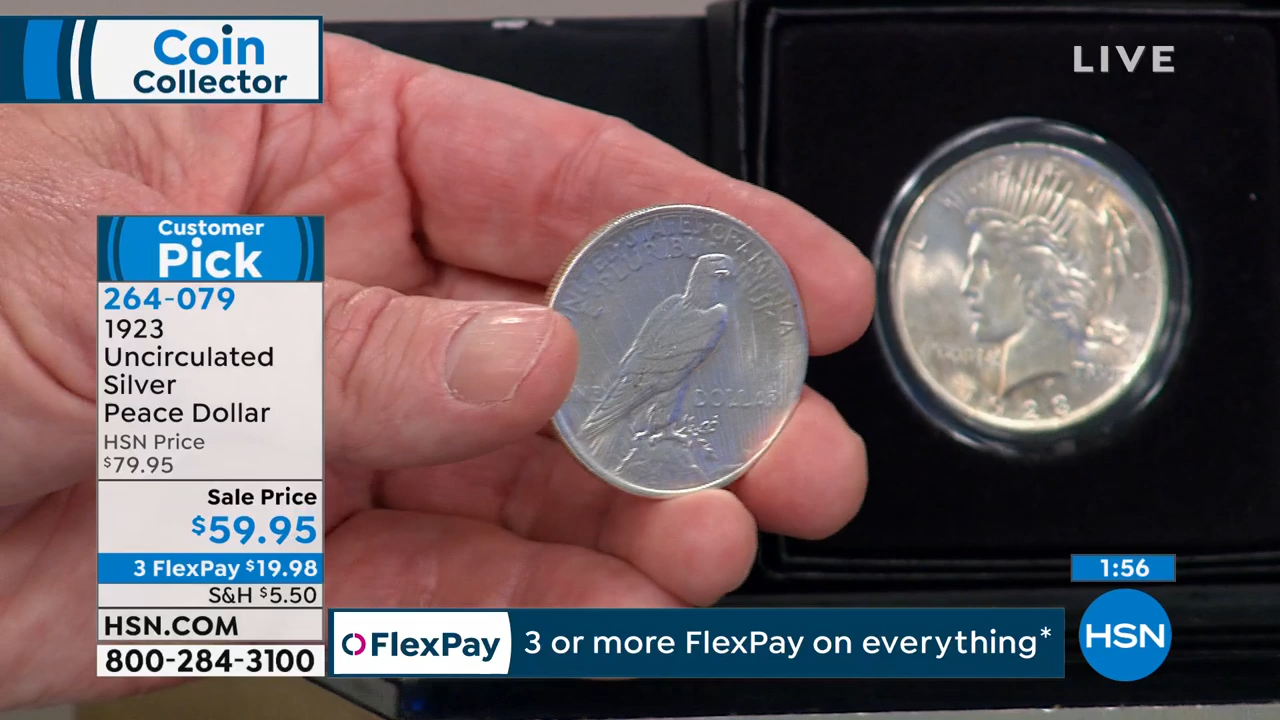 Coin
Collector
LIVE
Customer
Pick
264-079
1923
Uncirculated
Silver
Peace Dollar
HSN Price
$79.95
Sale Price
$59.95
3 FlexPay $19.98
S&H $5.50
HSN.COM
800-284-3100
FlexPay
3 or more FlexPay on everything*
1:56
HSN
DOLLAR